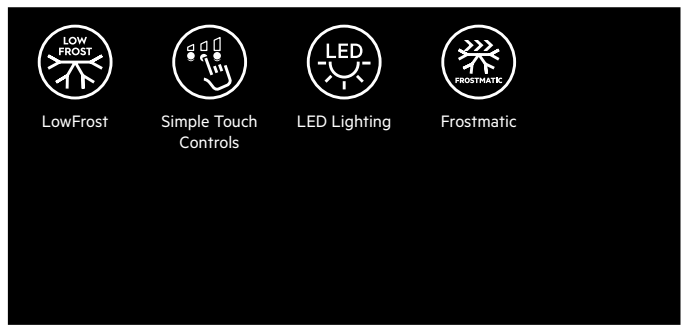 LOW
FROST
LED
FROSTMATIC
LowFrost
Simple Touch
Controls
LED Lighting
Frostmatic